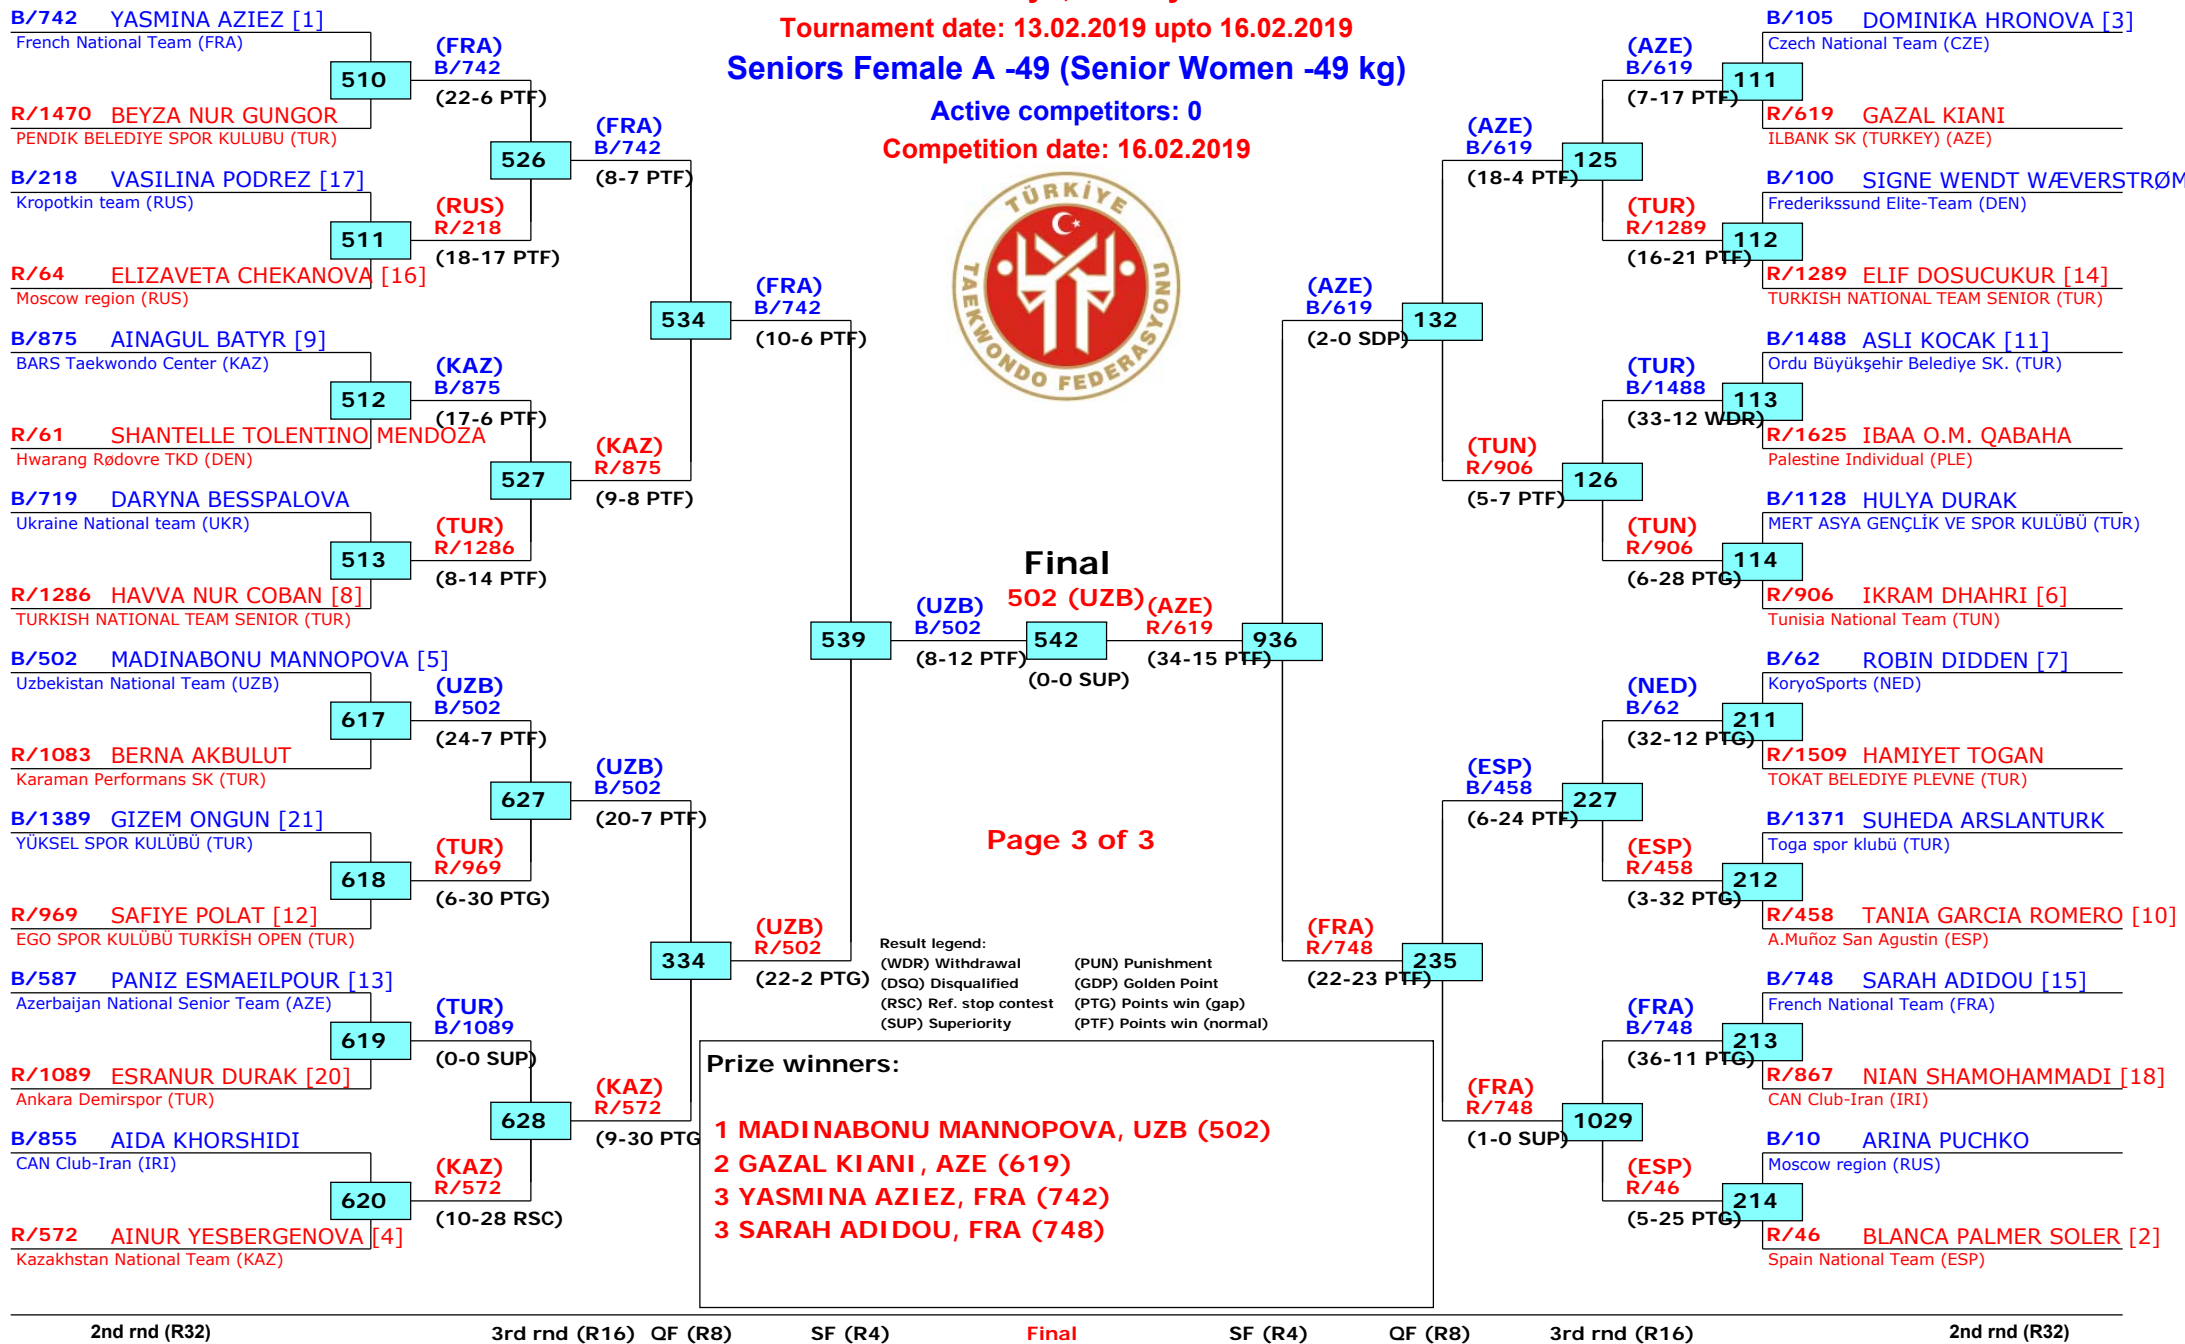 Tournament date: 13.02.2019 upto 16.02.2019
Seniors Female A -49 (Senior Women -49 kg)
Active competitors: 0
Competition date: 16.02.2019
TÜRKİYE
TAEKWONDO FEDERASYONU
B/742 YASMINA AZIEZ [1]
French National Team (FRA)
510
R/1470 BEYZA NUR GUNGOR
PENDIK BELEDIYE SPOR KULUBU (TUR)
B/218 VASILINA PODREZ [17]
Kropotkin team (RUS)
511
R/64 ELIZAVETA CHEKANOVA [16]
Moscow region (RUS)
B/875 AINAGUL BATYR [9]
BARS Taekwondo Center (KAZ)
512
R/61 SHANTELLE TOLENTINO MENDOZA
Hwarang Rødovre TKD (DEN)
B/719 DARYNA BESSPALOVA
Ukraine National team (UKR)
513
R/1286 HAVVA NUR COBAN [8]
TURKISH NATIONAL TEAM SENIOR (TUR)
B/502 MADINABONU MANNOPOVA [5]
Uzbekistan National Team (UZB)
617
R/1083 BERNA AKBULUT
Karaman Performans SK (TUR)
B/1389 GIZEM ONGUN [21]
YÜKSEL SPOR KULÜBÜ (TUR)
618
R/969 SAFIYE POLAT [12]
EGO SPOR KULÜBÜ TURKİSH OPEN (TUR)
B/587 PANIZ ESMAEILPOUR [13]
Azerbaijan National Senior Team (AZE)
619
R/1089 ESRANUR DURAK [20]
Ankara Demirspor (TUR)
B/855 AIDA KHORSHIDI
CAN Club-Iran (IRI)
620
R/572 AINUR YESBERGENOVA [4]
Kazakhstan National Team (KAZ)
(FRA)
B/742
(22-6 PTF)
526
(RUS)
R/218
(18-17 PTF)
(KAZ)
B/875
(17-6 PTF)
527
(TUR)
R/1286
(8-14 PTF)
(UZB)
B/502
(24-7 PTF)
627
(TUR)
R/969
(6-30 PTG)
(TUR)
B/1089
(0-0 SUP)
628
(KAZ)
R/572
(10-28 RSC)
(FRA)
B/742
(8-7 PTF)
534
(KAZ)
R/875
(9-8 PTF)
(UZB)
B/502
(20-7 PTF)
334
(KAZ)
R/572
(9-30 PTG
(FRA)
B/742
(10-6 PTF)
539
(UZB)
R/502
(22-2 PTG)
(UZB)
B/502
(8-12 PTF)
Final
502 (UZB)
542
(0-0 SUP)
(AZE)
R/619
(34-15 PTF)
936
Page 3 of 3
(AZE)
B/619
(2-0 SDP)
132
(FRA)
R/748
(22-23 PTF)
235
(AZE)
B/619
(18-4 PTF)
125
(TUN)
R/906
(5-7 PTF)
126
(ESP)
B/458
(6-24 PTF)
227
(FRA)
R/748
(1-0 SUP)
1029
(AZE)
B/619
(7-17 PTF)
(TUR)
R/1289
(16-21 PTF)
(TUR)
B/1488
(33-12 WDR)
(TUN)
R/906
(6-28 PTG)
(NED)
B/62
(32-12 PTG)
(ESP)
R/458
(3-32 PTG)
(FRA)
B/748
(36-11 PTG)
(ESP)
R/46
(5-25 PTG)
B/105 DOMINIKA HRONOVA [3]
Czech National Team (CZE)
111
R/619 GAZAL KIANI
ILBANK SK (TURKEY) (AZE)
B/100 SIGNE WENDT WÆVERSTRØM
Frederikssund Elite-Team (DEN)
112
R/1289 ELIF DOSUCUKUR [14]
TURKISH NATIONAL TEAM SENIOR (TUR)
B/1488 ASLI KOCAK [11]
Ordu Büyükşehir Belediye SK. (TUR)
113
R/1625 IBAA O.M. QABAHA
Palestine Individual (PLE)
B/1128 HULYA DURAK
MERT ASYA GENÇLİK VE SPOR KULÜBÜ (TUR)
114
R/906 IKRAM DHAHRI [6]
Tunisia National Team (TUN)
B/62 ROBIN DIDDEN [7]
KoryoSports (NED)
211
R/1509 HAMIYET TOGAN
TOKAT BELEDIYE PLEVNE (TUR)
B/1371 SUHEDA ARSLANTURK
Toga spor klubü (TUR)
212
R/458 TANIA GARCIA ROMERO [10]
A.Muñoz San Agustin (ESP)
B/748 SARAH ADIDOU [15]
French National Team (FRA)
213
R/867 NIAN SHAMOHAMMADI [18]
CAN Club-Iran (IRI)
B/10 ARINA PUCHKO
Moscow region (RUS)
214
R/46 BLANCA PALMER SOLER [2]
Spain National Team (ESP)
Result legend:
(WDR) Withdrawal (PUN) Punishment
(DSQ) Disqualified (GDP) Golden Point
(RSC) Ref. stop contest (PTG) Points win (gap)
(SUP) Superiority (PTF) Points win (normal)
Prize winners:
1 MADINABONU MANNOPOVA, UZB (502)
2 GAZAL KIANI, AZE (619)
3 YASMINA AZIEZ, FRA (742)
3 SARAH ADIDOU, FRA (748)
2nd rnd (R32) 3rd rnd (R16) QF (R8) SF (R4) Final SF (R4) QF (R8) 3rd rnd (R16) 2nd rnd (R32)